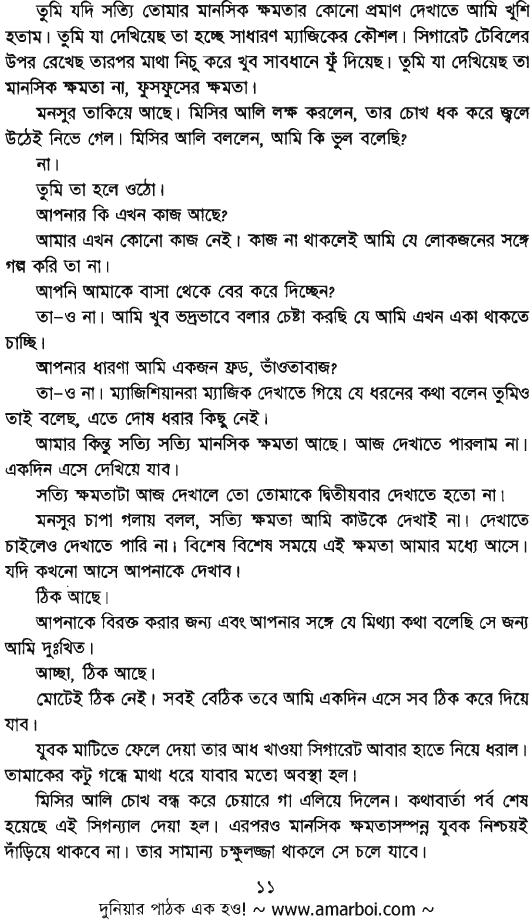 তুমি যদি সত্যি তোমার মানসিক ক্ষমতার কোনো প্রমাণ দেখাতে আমি খুশি
হতাম। তুমি যা দেখিয়েছ তা হচ্ছে সাধারণ ম্যাজিকের কৌশল। সিগারেট টেবিলের
উপর রেখেছ তারপর মাথা নিচু করে খুব সাবধানে ফুঁ দিয়েছ। তুমি যা দেখিয়েছ তা
মানসিক ক্ষমতা না, ফুসফুসের ক্ষমতা।
মনসুর তাকিয়ে আছে। মিসির আলি লক্ষ করলেন, তার চোখ ধক করে জ্বলে
উঠেই নিভে গেল। মিসির আলি বললেন, আমি কি ভুল বলেছি?
না।
তুমি তা হলে ওঠো।
আপনার কি এখন কাজ আছে?
আমার এখন কোনো কাজ নেই। কাজ না থাকলেই আমি যে লোকজনের সঙ্গে
গল্প করি তা না।
আপনি আমাকে বাসা থেকে বের করে দিচ্ছেন?
তা-ও না। আমি খুব ভদ্রভাবে বলার চেষ্টা করছি যে আমি এখন একা থাকতে
চাচ্ছি।
আপনার ধারণা আমি একজন ফ্রড, ভাঁওতাবাজ?
তা-ও না। ম্যাজিশিয়ানরা ম্যাজিক দেখাতে গিয়ে যে ধরনের কথা বলেন তুমিও
তাই বলেছ, এতে দোষ ধরার কিছু নেই।
আমার কিন্তু সত্যি সত্যি মানসিক ক্ষমতা আছে। আজ দেখাতে পারলাম না।
একদিন এসে দেখিয়ে যাব।
সত্যি ক্ষমতাটা আজ দেখালে তো তোমাকে দ্বিতীয়বার দেখাতে হতো না।
মনসুর চাপা গলায় বলল, সত্যি ক্ষমতা আমি কাউকে দেখাই না। দেখাতে
চাইলেও দেখাতে পারি না। বিশেষ বিশেষ সময়ে এই ক্ষমতা আমার মধ্যে আসে।
যদি কখনো আসে আপনাকে দেখাব।
ঠিক আছে।
আপনাকে বিরক্ত করার জন্য এবং আপনার সঙ্গে যে মিথ্যা কথা বলেছি সে জন্য
আমি দুঃখিত।
আচ্ছা, ঠিক আছে।
মোটেই ঠিক নেই। সবই বেঠিক তবে আমি একদিন এসে সব ঠিক করে দিয়ে
যাব।
যুবক মাটিতে ফেলে দেয়া তার আধ খাওয়া সিগারেট আবার হাতে নিয়ে ধরাল।
তামাকের কটু গন্ধে মাথা ধরে যাবার মতো অবস্থা হল।
মিসির আলি চোখ বন্ধ করে চেয়ারে গা এলিয়ে দিলেন। কথাবার্তা পর্ব শেষ
হয়েছে এই সিগন্যাল দেয়া হল। এরপরও মানসিক ক্ষমতাসম্পন্ন যুবক নিশ্চয়ই
দাঁড়িয়ে থাকবে না। তার সামান্য চক্ষুলজ্জা থাকলে সে চলে যাবে।
১১
দুনিয়ার পাঠক এক হও! ~ www.amarboi.com ~